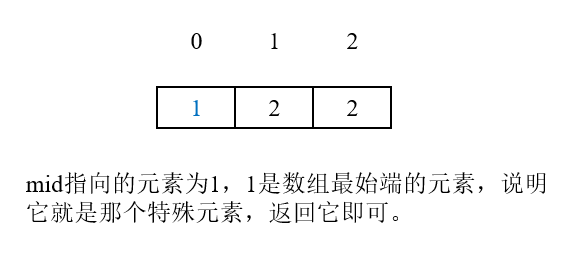 0 1 2
1 2 2
mid指向的元素为1，1是数组最始端的元素，说明
它就是那个特殊元素，返回它即可。